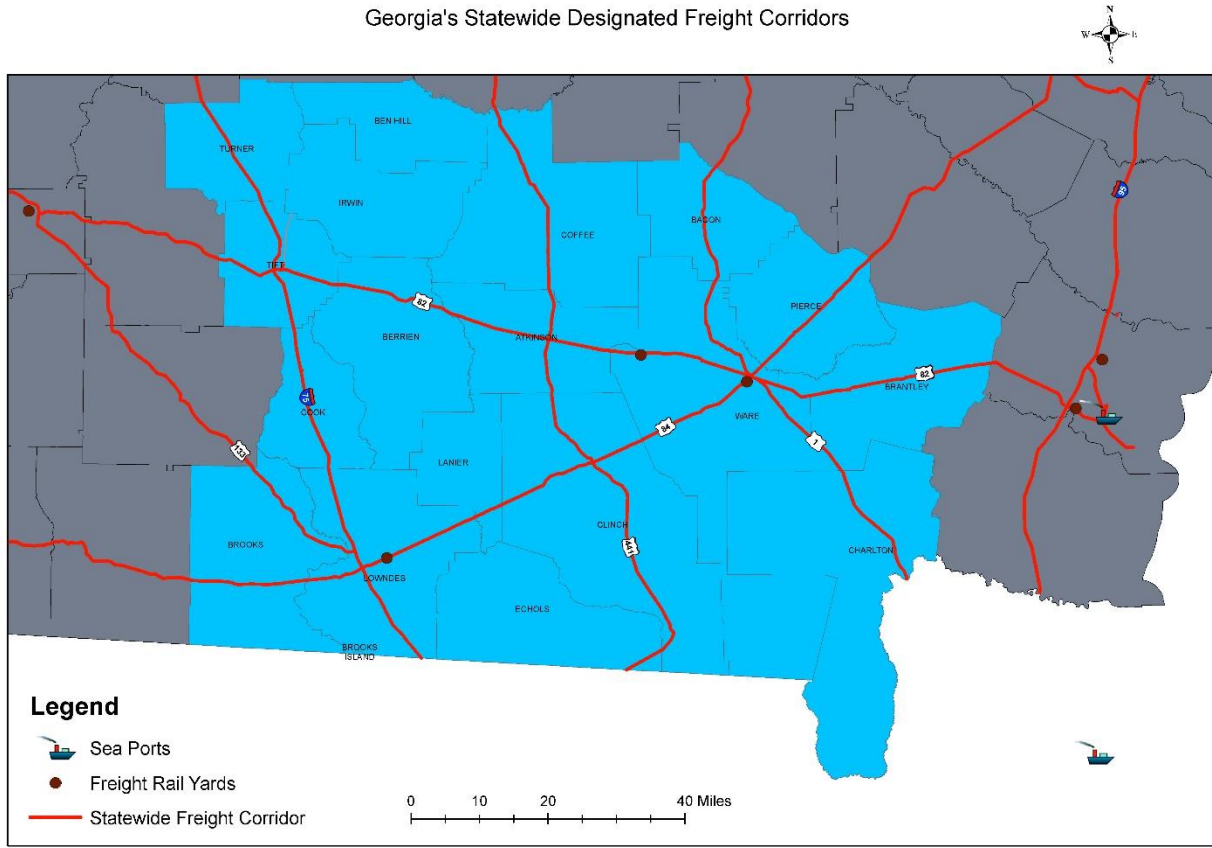 Georgia's Statewide Designated Freight Corridors
N
W E
S
BEN HILL
TURNER
95
IRWIN
BACON
COFFEE
TIFT
82
PIERCE
BERRIEN
ATKINSON
82
BRANTLEY
75
COOK
WARE
84
1
133
LANIER
CLINCH
441
BROOKS
CHARLTON
LOWNDES
ECHOLS
BROOKS
ISLAND
Legend
Sea Ports
Freight Rail Yards
Statewide Freight Corridor
0 10 20 40 Miles